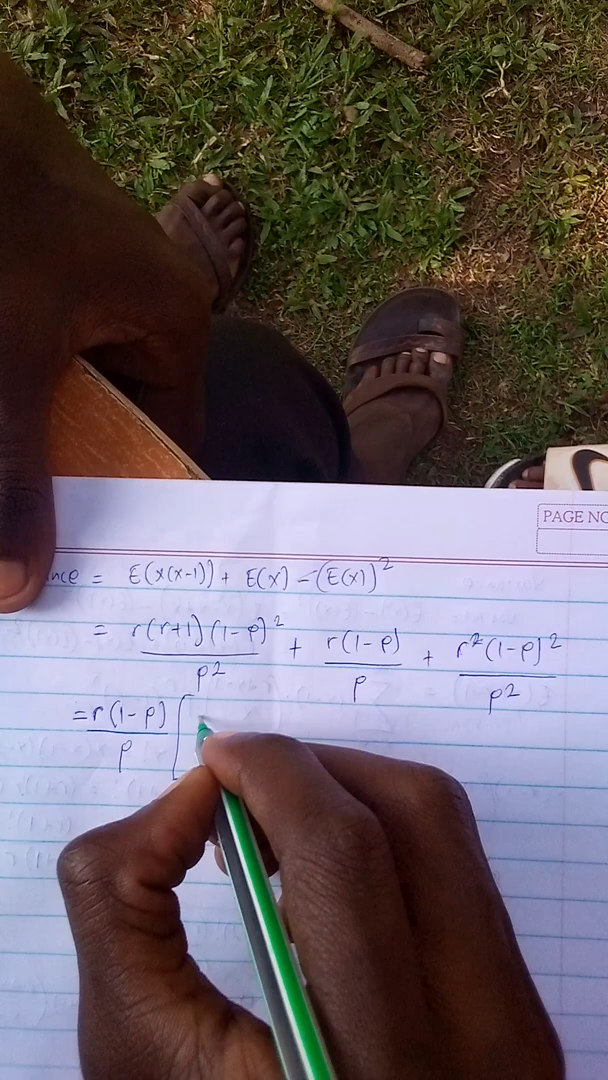 PAGE NO
nce = E(x(x-1)) + E(x) - (E(x))²
= r(r+1)(1-p)²/p² + r(1-p)/p + r²(1-p)²/p²
= r(1-p)/p [